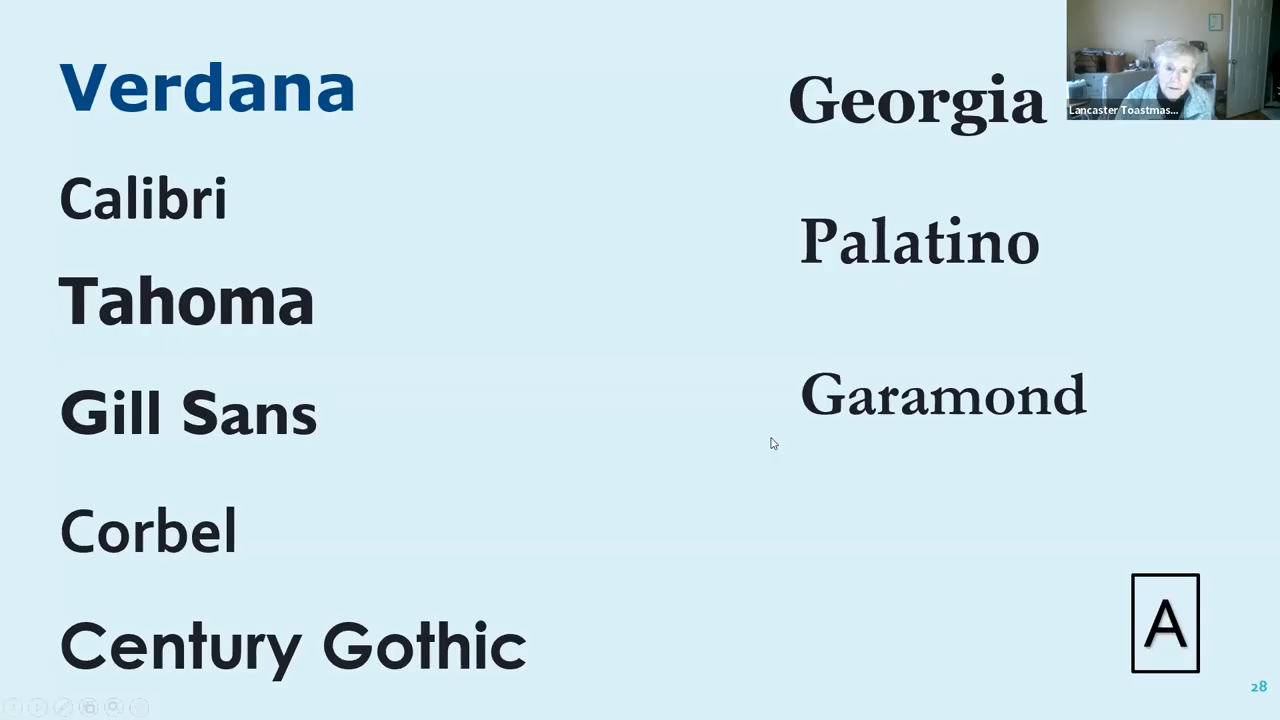 Verdana
Calibri
Tahoma
Gill Sans
Corbel
Century Gothic
Georgia
Palatino
Garamond
Lancaster Toastmas...
A
28